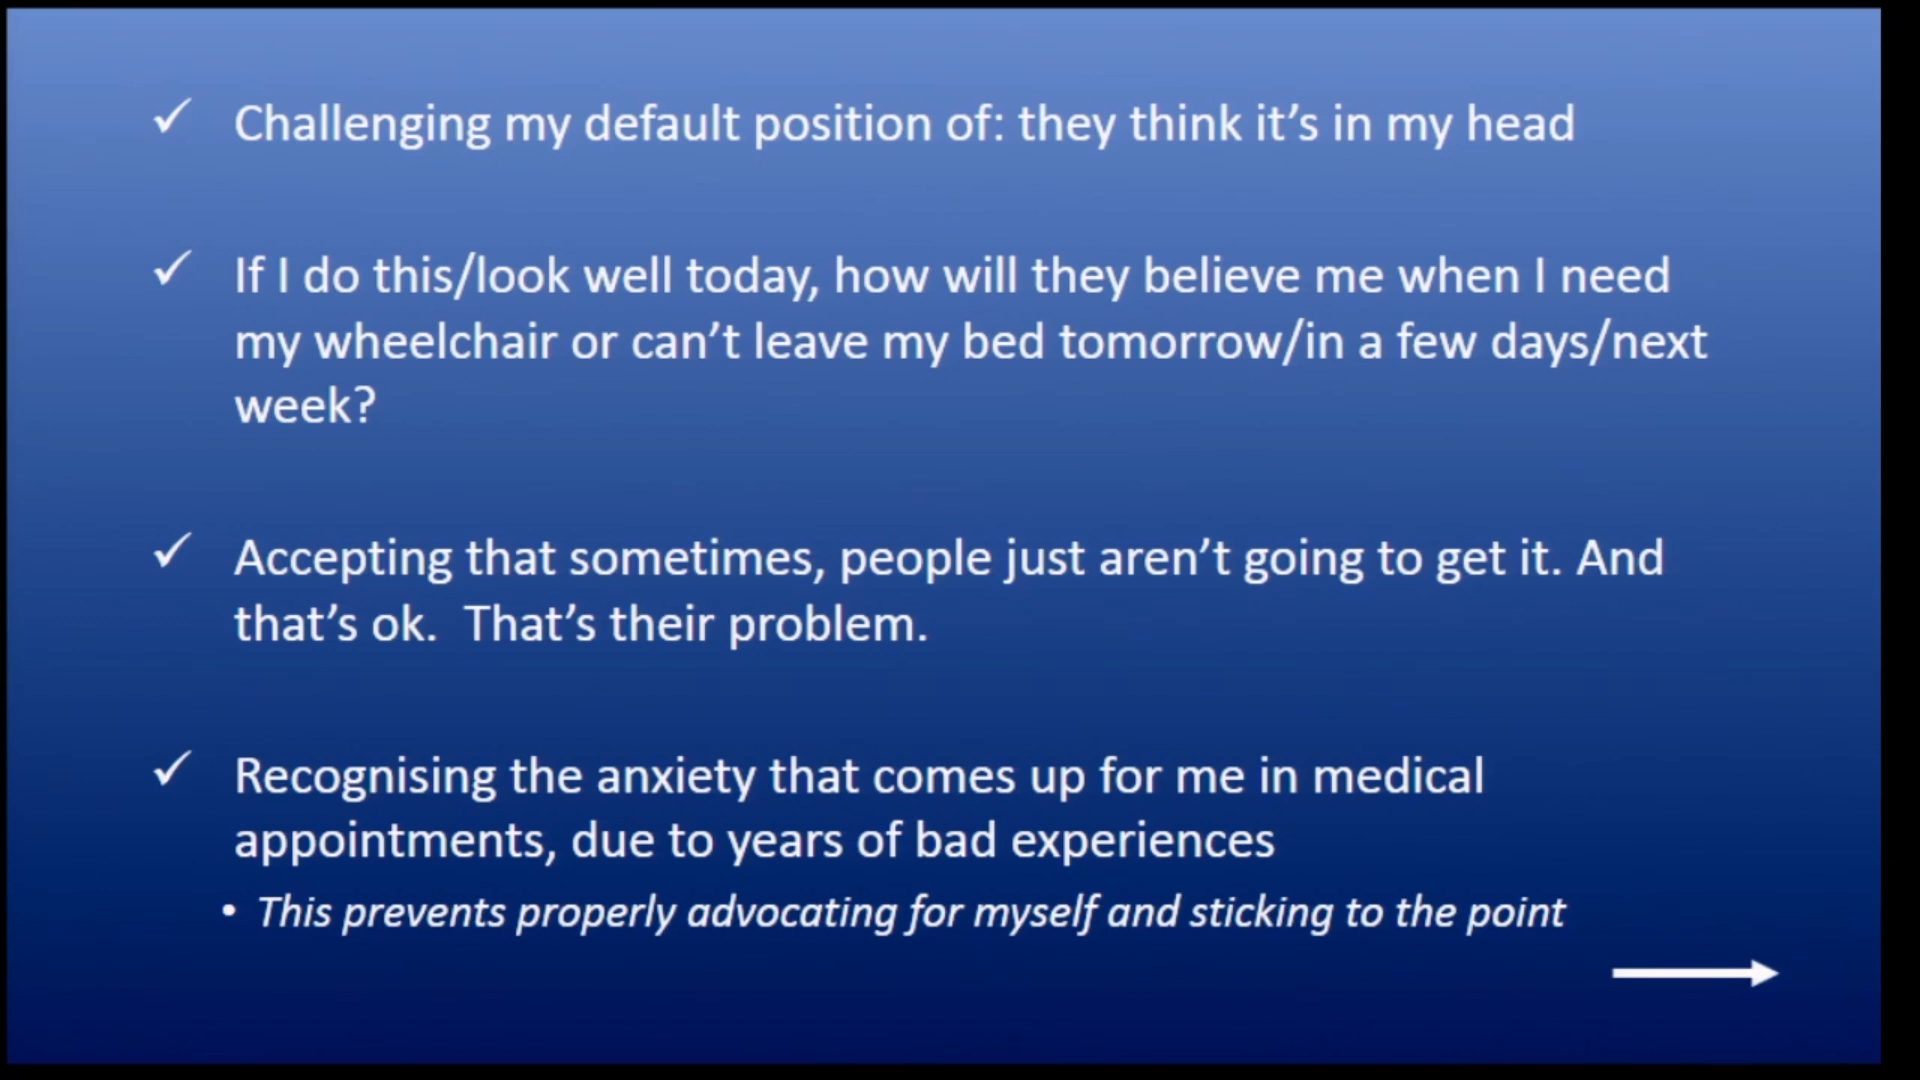 ✓ Challenging my default position of: they think it’s in my head
✓ If I do this/look well today, how will they believe me when I need
my wheelchair or can’t leave my bed tomorrow/in a few days/next
week?
✓ Accepting that sometimes, people just aren’t going to get it. And
that’s ok.  That’s their problem.
✓ Recognising the anxiety that comes up for me in medical
appointments, due to years of bad experiences
• This prevents properly advocating for myself and sticking to the point